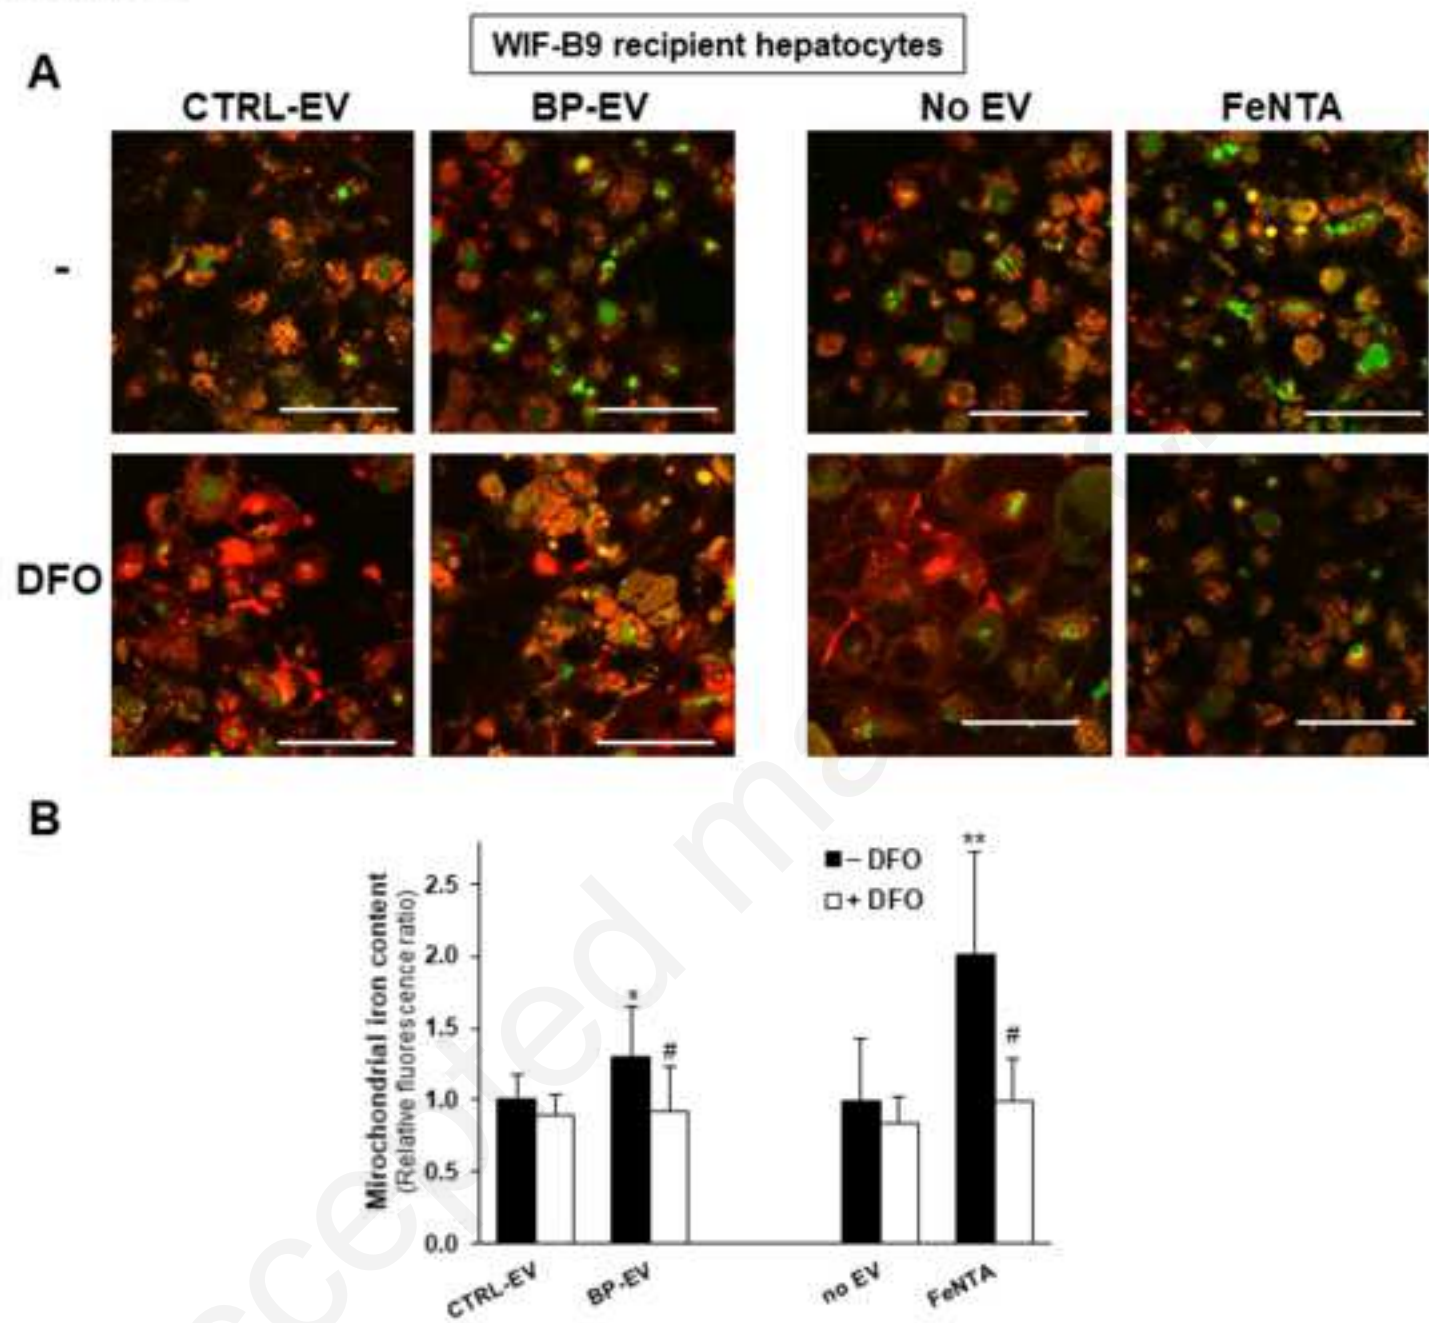 WIF-B9 recipient hepatocytes
A
CTRL-EV BP-EV No EV FeNTA
-
DFO
B
Mirochondrial iron content
(Relative fluorescence ratio)
2.5
2.0
1.5
1.0
0.5
0.0
– DFO
+ DFO
*
#
**
#
CTRL-EV BP-EV no EV FeNTA
cepted ma